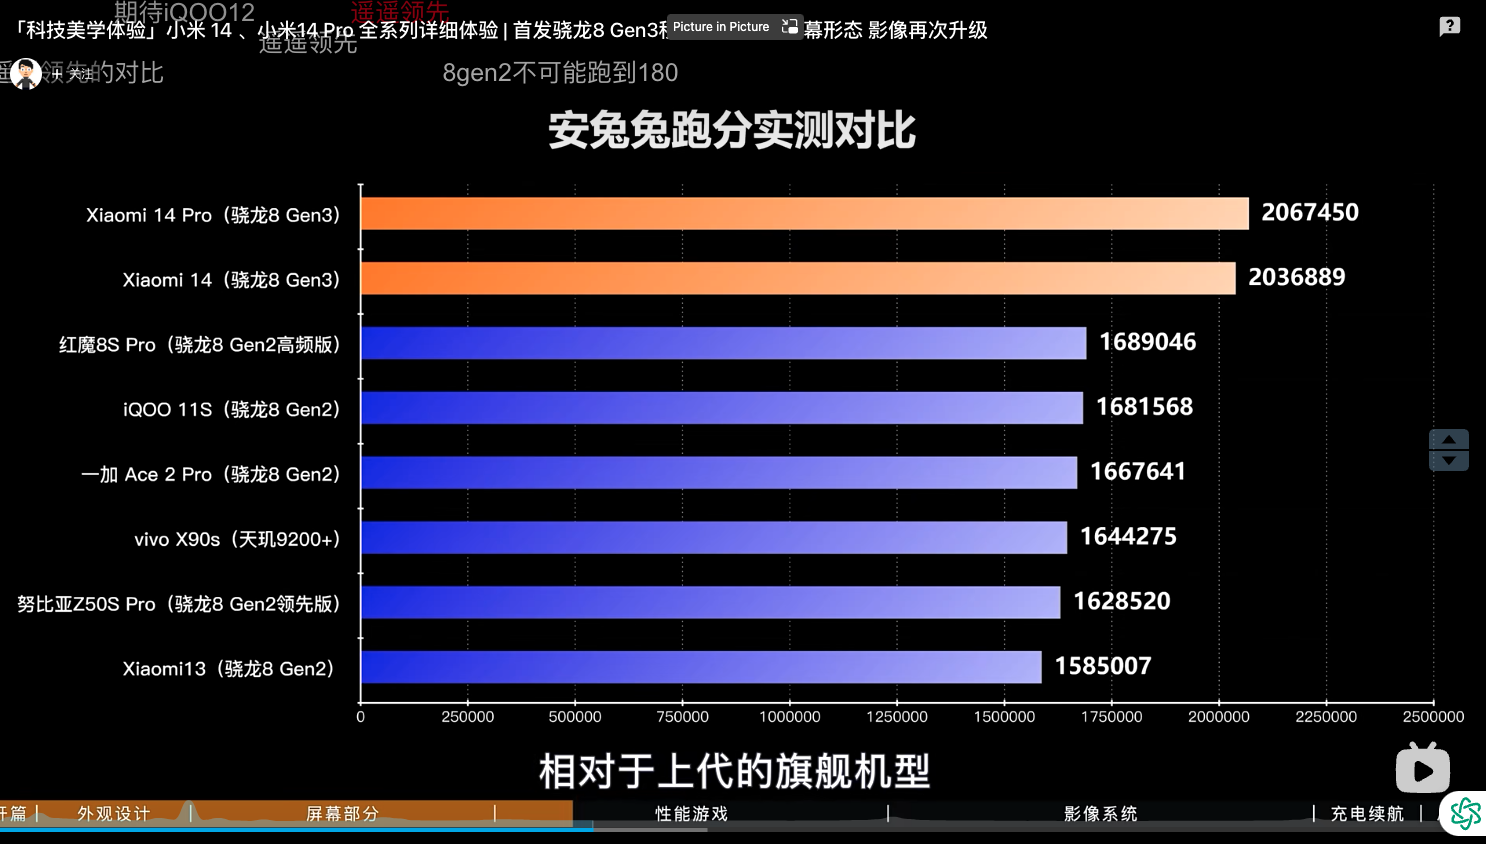 期待iQOO12
遥遥领先
「科技美学体验」小米 14 、小米14 Pro 全系列详细体验 | 首发骁龙8 Gen3
Picture in Picture
幕形态 影像再次升级
遥遥领先
领先的对比
+ 关注
8gen2不可能跑到180
安兔兔跑分实测对比
Xiaomi 14 Pro（骁龙8 Gen3） 2067450
Xiaomi 14（骁龙8 Gen3） 2036889
红魔8S Pro（骁龙8 Gen2高频版） 1689046
iQOO 11S（骁龙8 Gen2） 1681568
一加 Ace 2 Pro（骁龙8 Gen2） 1667641
vivo X90s（天玑9200+） 1644275
努比亚Z50S Pro（骁龙8 Gen2领先版） 1628520
Xiaomi13（骁龙8 Gen2） 1585007
0 250000 500000 750000 1000000 1250000 1500000 1750000 2000000 2250000 2500000
相对于上代的旗舰机型
开篇 | 外观设计 | 屏幕部分 | 性能游戏 | 影像系统 | 充电续航 |